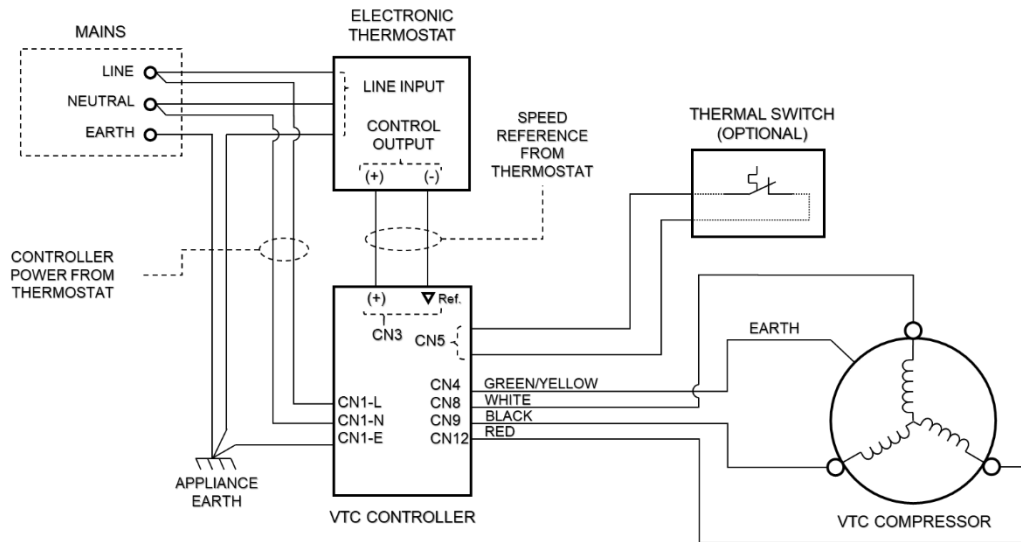 MAINS
LINE
NEUTRAL
EARTH
ELECTRONIC
THERMOSTAT
LINE INPUT
CONTROL
OUTPUT
(+) (-)
SPEED
REFERENCE
FROM
THERMOSTAT
THERMAL SWITCH
(OPTIONAL)
CONTROLLER
POWER FROM
THERMOSTAT
(+) Ref.
CN3
CN5
CN4
CN8
CN9
CN12
GREEN/YELLOW
WHITE
BLACK
RED
CN1-L
CN1-N
CN1-E
EARTH
APPLIANCE
EARTH
VTC CONTROLLER
VTC COMPRESSOR